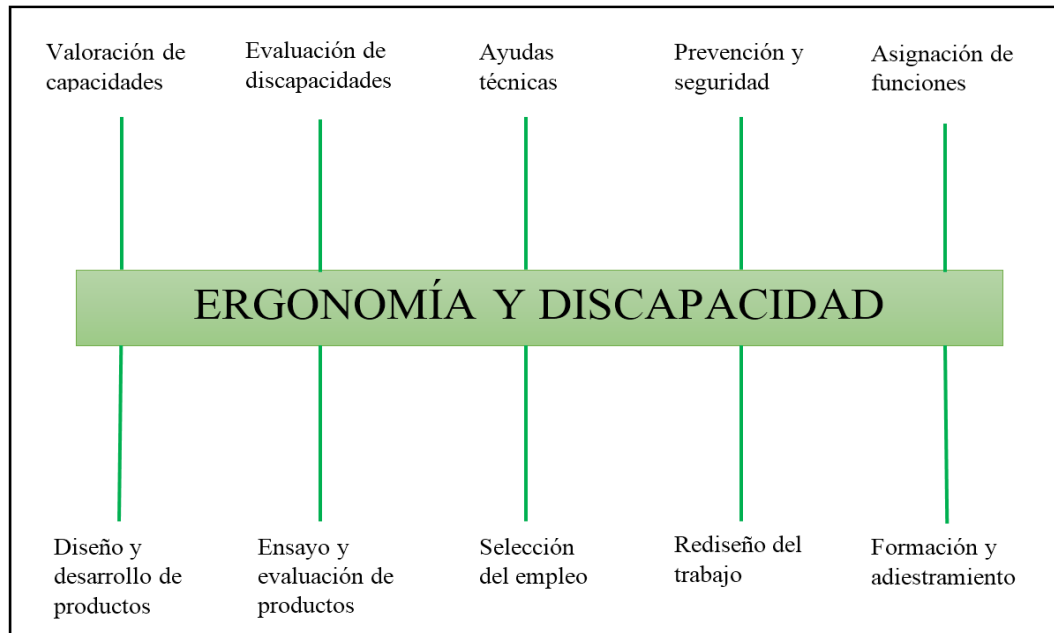 Valoración de
capacidades
Evaluación de
discapacidades
Ayudas
técnicas
Prevención y
seguridad
Asignación de
funciones
ERGONOMÍA Y DISCAPACIDAD
Diseño y
desarrollo de
productos
Ensayo y
evaluación de
productos
Selección
del empleo
Rediseño del
trabajo
Formación y
adiestramiento